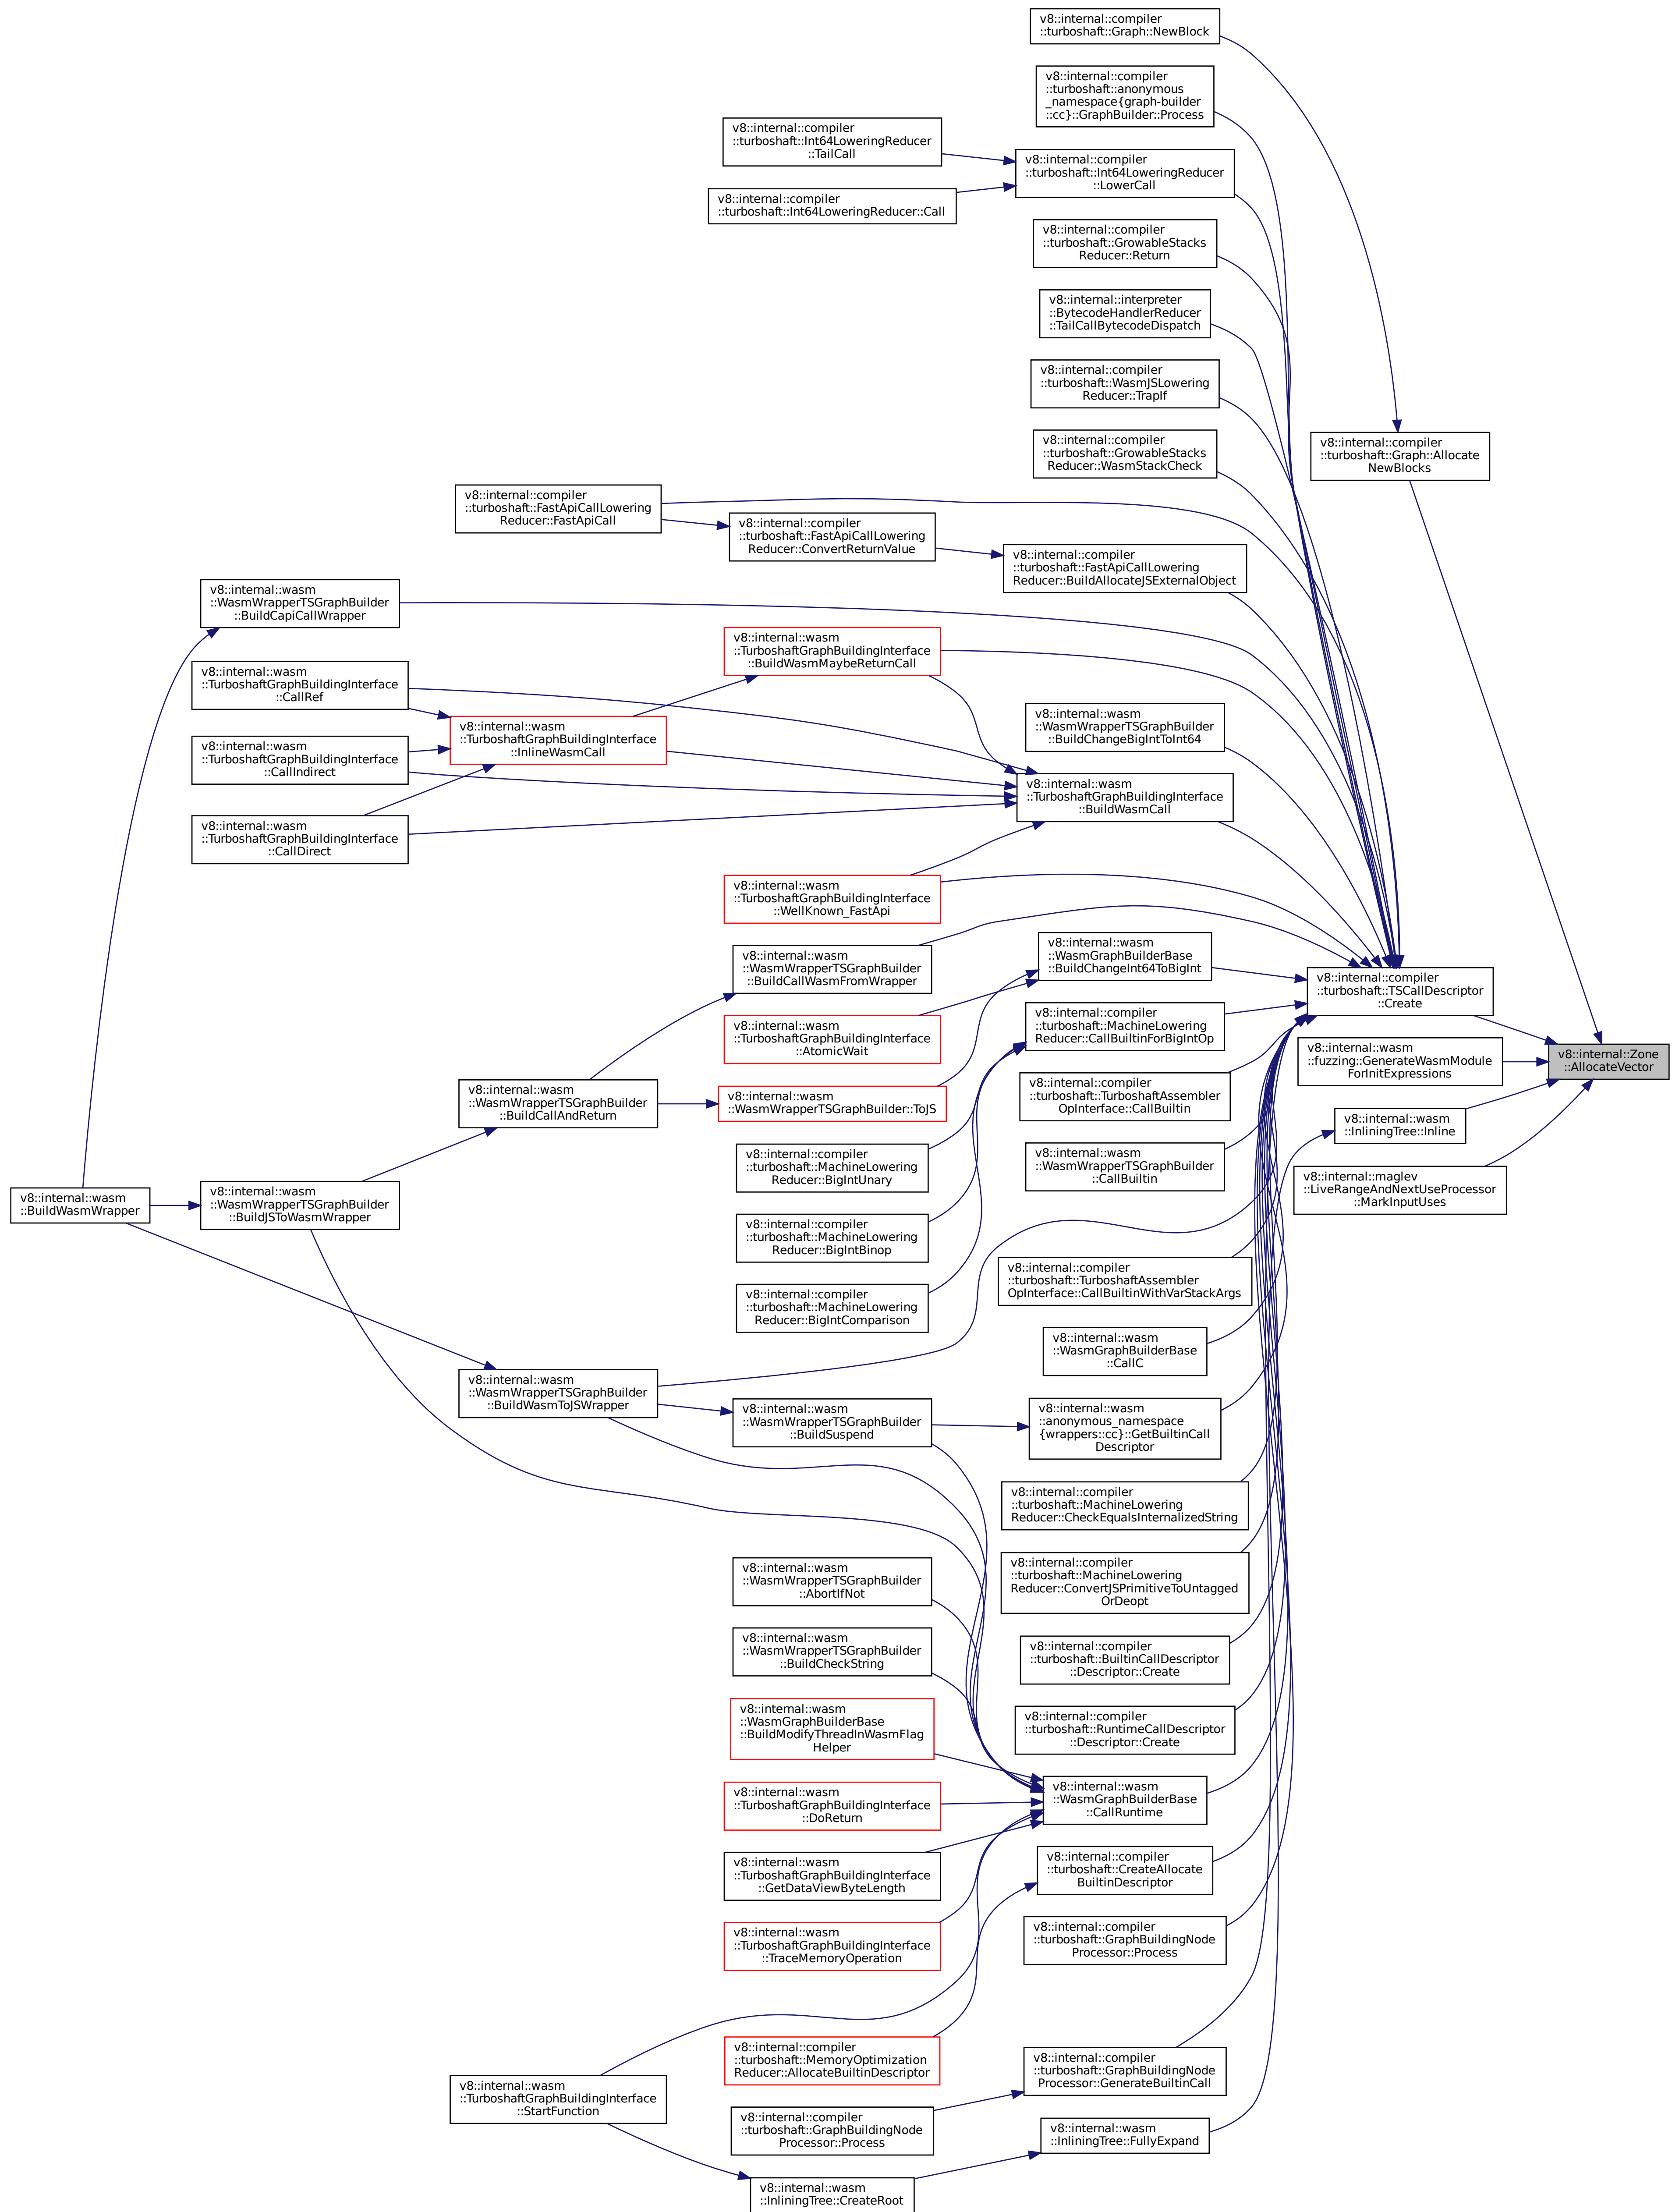 v8::internal::compiler
::turboshaft::Graph::NewBlock
v8::internal::compiler
::turboshaft::anonymous
_namespace{graph-builder
::cc}::GraphBuilder::Process
v8::internal::compiler
::turboshaft::Int64LoweringReducer
::TailCall
v8::internal::compiler
::turboshaft::Int64LoweringReducer
::LowerCall
v8::internal::compiler
::turboshaft::Int64LoweringReducer::Call
v8::internal::compiler
::turboshaft::GrowableStacks
Reducer::Return
v8::internal::interpreter
::BytecodeHandlerReducer
::TailCallBytecodeDispatch
v8::internal::compiler
::turboshaft::WasmJSLowering
Reducer::TrapIf
v8::internal::compiler
::turboshaft::GrowableStacks
Reducer::WasmStackCheck
v8::internal::compiler
::turboshaft::Graph::Allocate
NewBlocks
v8::internal::compiler
::turboshaft::FastApiCallLowering
Reducer::FastApiCall
v8::internal::compiler
::turboshaft::FastApiCallLowering
Reducer::ConvertReturnValue
v8::internal::compiler
::turboshaft::FastApiCallLowering
Reducer::BuildAllocateJSExternalObject
v8::internal::wasm
::WasmWrapperTSGraphBuilder
::BuildCapiCallWrapper
v8::internal::wasm
::TurboshaftGraphBuildingInterface
::BuildWasmMaybeReturnCall
v8::internal::wasm
::TurboshaftGraphBuildingInterface
::CallRef
v8::internal::wasm
::TurboshaftGraphBuildingInterface
::InlineWasmCall
v8::internal::wasm
::WasmWrapperTSGraphBuilder
::BuildChangeBigIntToInt64
v8::internal::wasm
::TurboshaftGraphBuildingInterface
::CallIndirect
v8::internal::wasm
::TurboshaftGraphBuildingInterface
::BuildWasmCall
v8::internal::wasm
::TurboshaftGraphBuildingInterface
::CallDirect
v8::internal::wasm
::TurboshaftGraphBuildingInterface
::WellKnown_FastApi
v8::internal::wasm
::WasmWrapperTSGraphBuilder
::BuildCallWasmFromWrapper
v8::internal::wasm
::WasmGraphBuilderBase
::BuildChangeInt64ToBigInt
v8::internal::compiler
::turboshaft::TSCallDescriptor
::Create
v8::internal::wasm
::TurboshaftGraphBuildingInterface
::AtomicWait
v8::internal::compiler
::turboshaft::MachineLowering
Reducer::CallBuiltinForBigIntOp
v8::internal::wasm
::fuzzing::GenerateWasmModule
ForInitExpressions
v8::internal::Zone
::AllocateVector
v8::internal::wasm
::WasmWrapperTSGraphBuilder
::BuildCallAndReturn
v8::internal::wasm
::WasmWrapperTSGraphBuilder::ToJS
v8::internal::compiler
::turboshaft::TurboshaftAssembler
OpInterface::CallBuiltin
v8::internal::wasm
::InliningTree::Inline
v8::internal::compiler
::turboshaft::MachineLowering
Reducer::BigIntUnary
v8::internal::wasm
::WasmWrapperTSGraphBuilder
::CallBuiltin
v8::internal::maglev
::LiveRangeAndNextUseProcessor
::MarkInputUses
v8::internal::wasm
::BuildWasmWrapper
v8::internal::wasm
::WasmWrapperTSGraphBuilder
::BuildJSToWasmWrapper
v8::internal::compiler
::turboshaft::MachineLowering
Reducer::BigIntBinop
v8::internal::compiler
::turboshaft::TurboshaftAssembler
OpInterface::CallBuiltinWithVarStackArgs
v8::internal::compiler
::turboshaft::MachineLowering
Reducer::BigIntComparison
v8::internal::wasm
::WasmGraphBuilderBase
::CallC
v8::internal::wasm
::WasmWrapperTSGraphBuilder
::BuildWasmToJSWrapper
v8::internal::wasm
::WasmWrapperTSGraphBuilder
::BuildSuspend
v8::internal::wasm
::anonymous_namespace
{wrappers::cc}::GetBuiltinCall
Descriptor
v8::internal::compiler
::turboshaft::MachineLowering
Reducer::CheckEqualsInternalizedString
v8::internal::compiler
::turboshaft::MachineLowering
Reducer::ConvertJSPrimitiveToUntagged
OrDeopt
v8::internal::wasm
::WasmWrapperTSGraphBuilder
::AbortIfNot
v8::internal::wasm
::WasmWrapperTSGraphBuilder
::BuildCheckString
v8::internal::compiler
::turboshaft::BuiltinCallDescriptor
::Descriptor::Create
v8::internal::wasm
::WasmGraphBuilderBase
::BuildModifyThreadInWasmFlag
Helper
v8::internal::compiler
::turboshaft::RuntimeCallDescriptor
::Descriptor::Create
v8::internal::wasm
::TurboshaftGraphBuildingInterface
::DoReturn
v8::internal::wasm
::WasmGraphBuilderBase
::CallRuntime
v8::internal::wasm
::TurboshaftGraphBuildingInterface
::GetDataViewByteLength
v8::internal::compiler
::turboshaft::CreateAllocate
BuiltinDescriptor
v8::internal::wasm
::TurboshaftGraphBuildingInterface
::TraceMemoryOperation
v8::internal::compiler
::turboshaft::GraphBuildingNode
Processor::Process
v8::internal::compiler
::turboshaft::MemoryOptimization
Reducer::AllocateBuiltinDescriptor
v8::internal::compiler
::turboshaft::GraphBuildingNode
Processor::GenerateBuiltinCall
v8::internal::wasm
::TurboshaftGraphBuildingInterface
::StartFunction
v8::internal::compiler
::turboshaft::GraphBuildingNode
Processor::Process
v8::internal::wasm
::InliningTree::FullyExpand
v8::internal::wasm
::InliningTree::CreateRoot